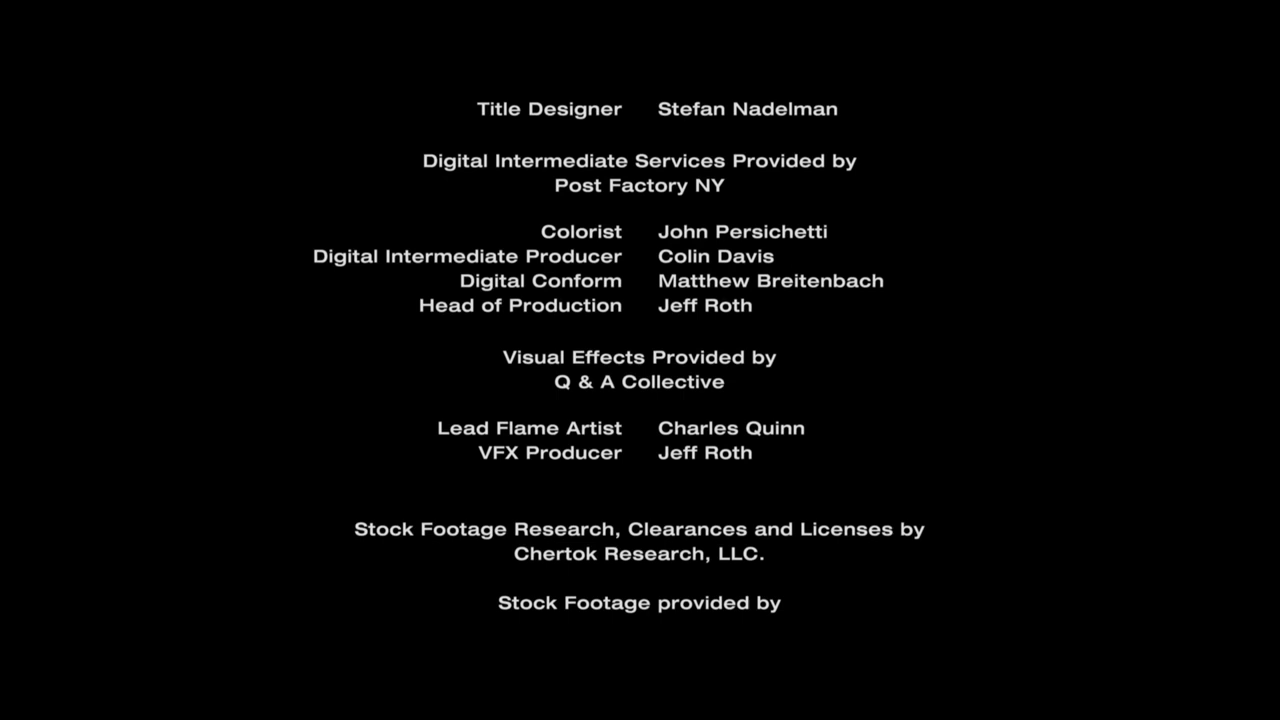 Title Designer Stefan Nadelman
Digital Intermediate Services Provided by
Post Factory NY
Colorist John Persichetti
Digital Intermediate Producer Colin Davis
Digital Conform Matthew Breitenbach
Head of Production Jeff Roth
Visual Effects Provided by
Q & A Collective
Lead Flame Artist Charles Quinn
VFX Producer Jeff Roth
Stock Footage Research, Clearances and Licenses by
Chertok Research, LLC.
Stock Footage provided by